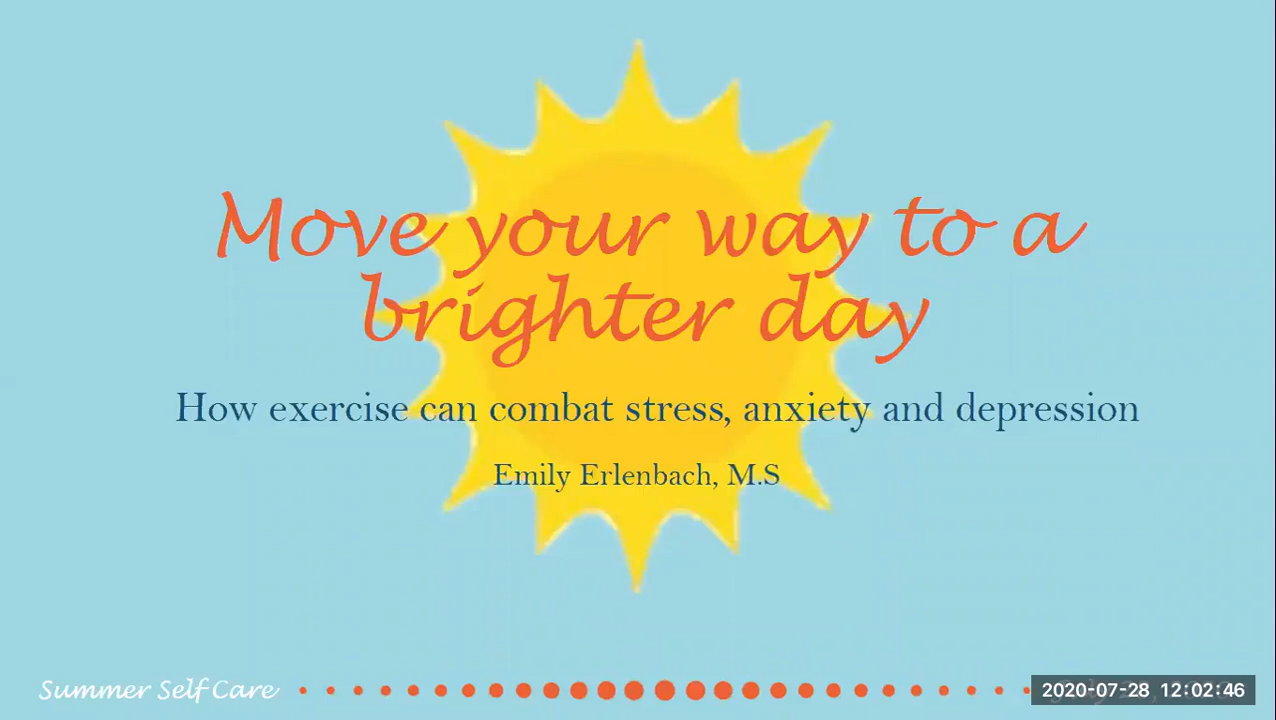 Move your way to a
brighter day
How exercise can combat stress, anxiety and depression
Emily Erlenbach, M.S
Summer Self Care
2020-07-28 12:02:46